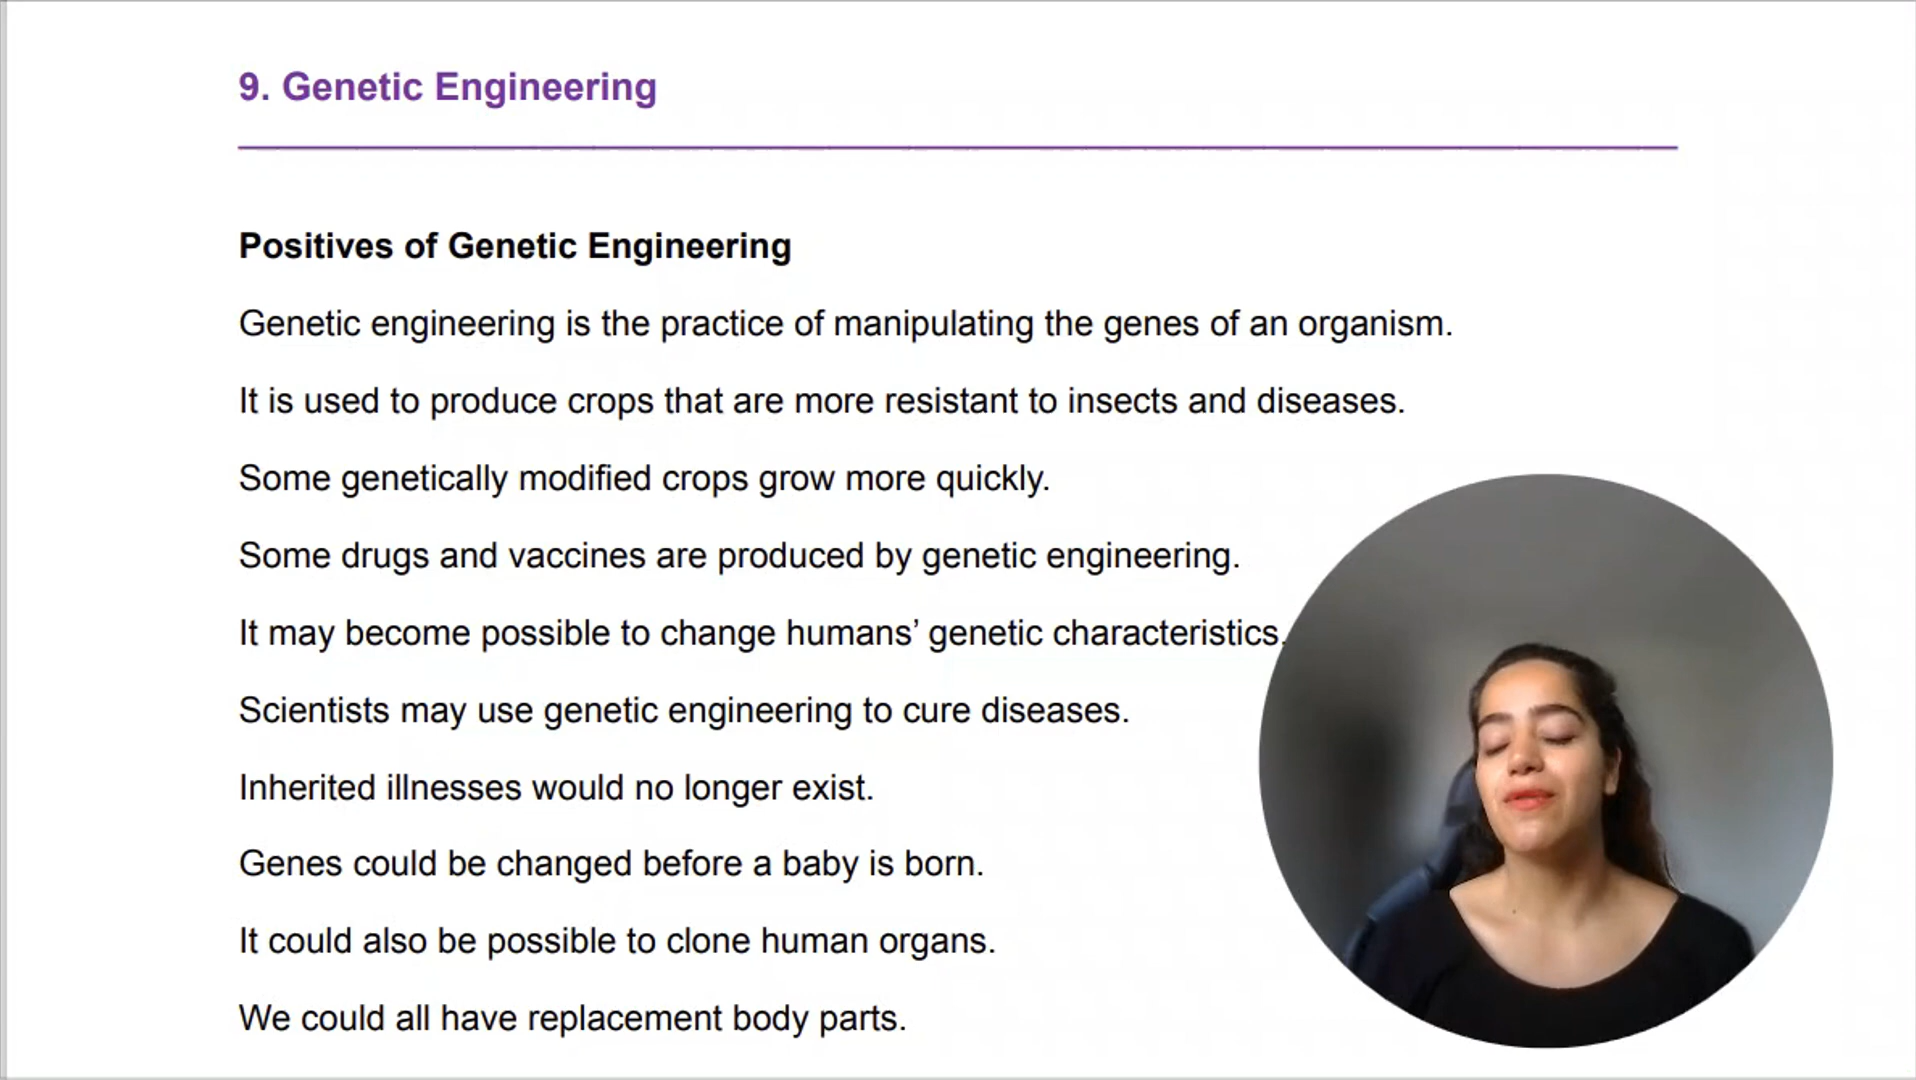 9. Genetic Engineering
Positives of Genetic Engineering
Genetic engineering is the practice of manipulating the genes of an organism.
It is used to produce crops that are more resistant to insects and diseases.
Some genetically modified crops grow more quickly.
Some drugs and vaccines are produced by genetic engineering.
It may become possible to change humans’ genetic characteristics.
Scientists may use genetic engineering to cure diseases.
Inherited illnesses would no longer exist.
Genes could be changed before a baby is born.
It could also be possible to clone human organs.
We could all have replacement body parts.